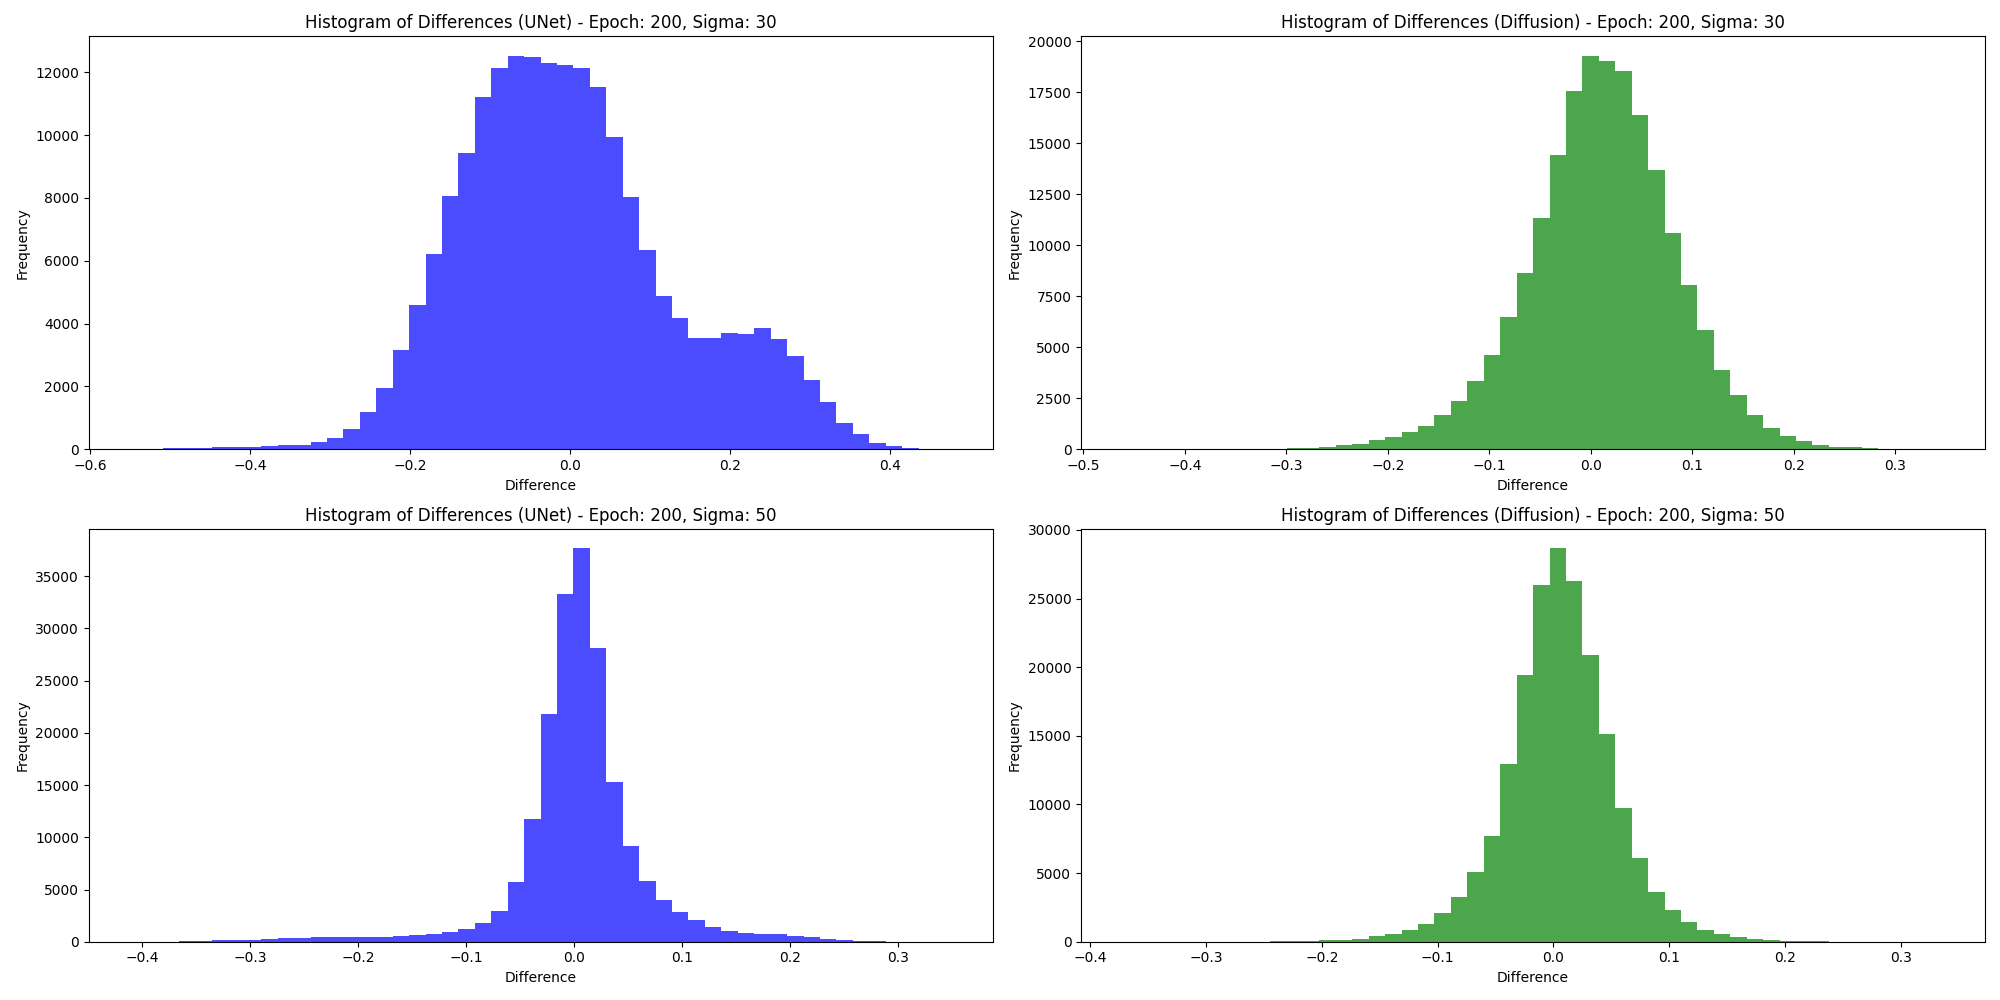 Histogram of Differences (UNet) - Epoch: 200, Sigma: 30
Frequency
12000
10000
8000
6000
4000
2000
0
−0.6 −0.4 −0.2 0.0 0.2 0.4
Difference
Histogram of Differences (Diffusion) - Epoch: 200, Sigma: 30
Frequency
20000
17500
15000
12500
10000
7500
5000
2500
0
−0.5 −0.4 −0.3 −0.2 −0.1 0.0 0.1 0.2 0.3
Difference
Histogram of Differences (UNet) - Epoch: 200, Sigma: 50
Frequency
35000
30000
25000
20000
15000
10000
5000
0
−0.4 −0.3 −0.2 −0.1 0.0 0.1 0.2 0.3
Difference
Histogram of Differences (Diffusion) - Epoch: 200, Sigma: 50
Frequency
30000
25000
20000
15000
10000
5000
0
−0.4 −0.3 −0.2 −0.1 0.0 0.1 0.2 0.3
Difference